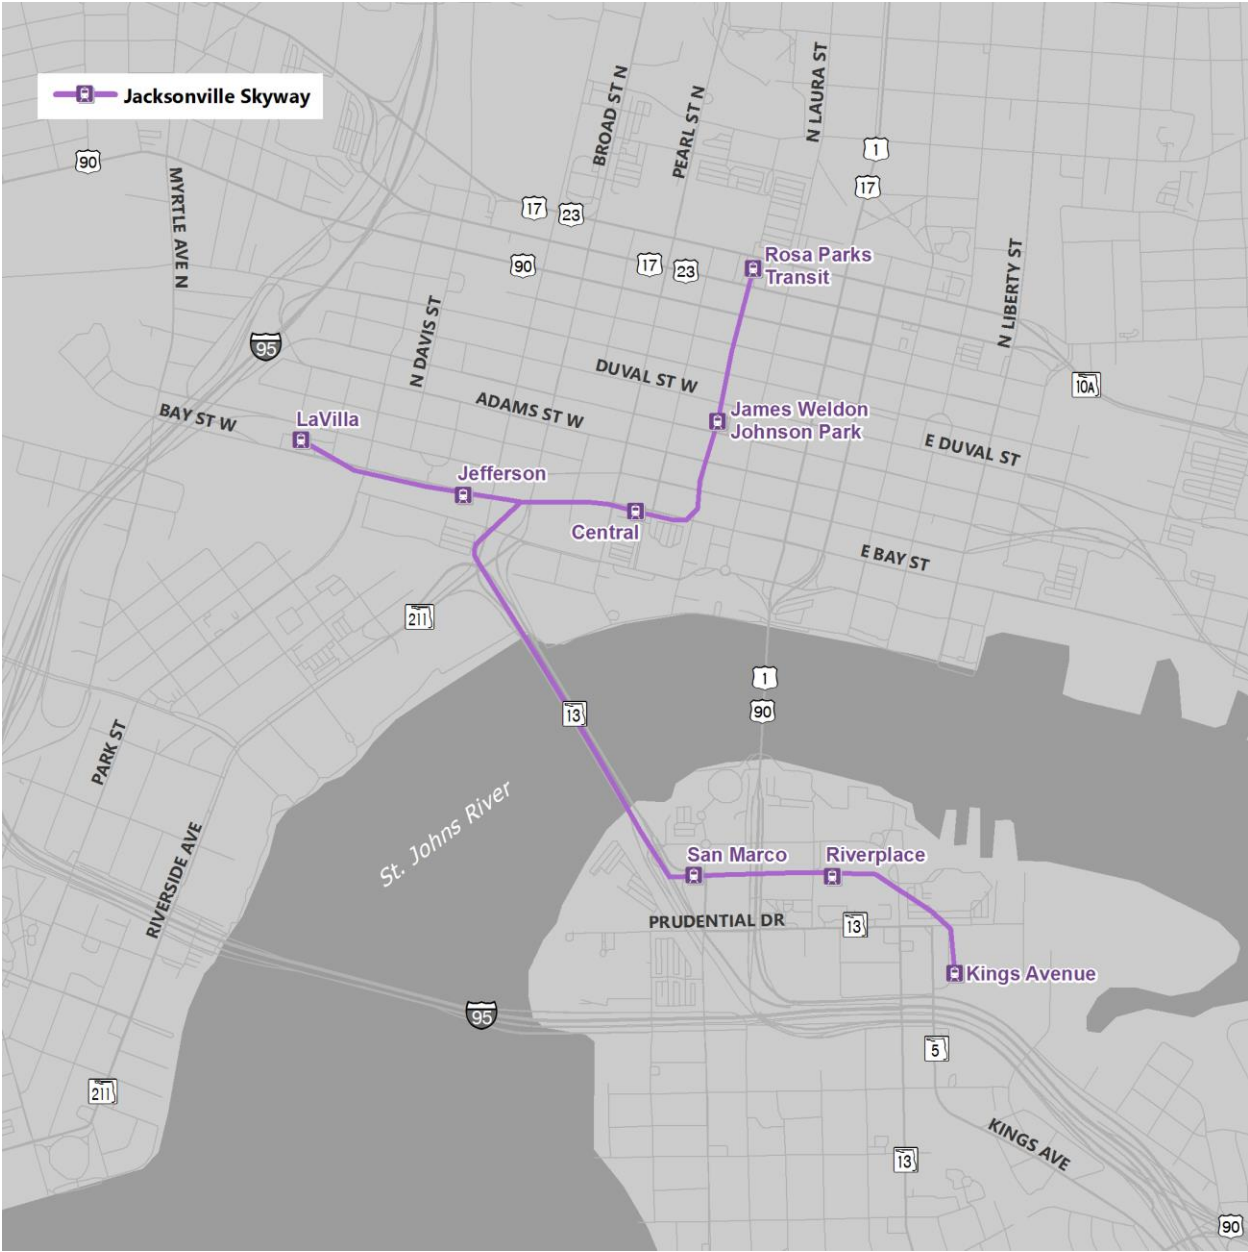 Jacksonville Skyway
BROAD ST N
PEARL ST N
N LAURA ST
1
90
17
MYRTLE AVE N
17
23
Rosa Parks
Transit
90
17
23
N LIBERTY ST
N DAVIS ST
95
DUVAL ST W
10A
BAY ST W
LaVilla
ADAMS ST W
James Weldon
Johnson Park
E DUVAL ST
Jefferson
Central
E BAY ST
211
1
90
13
PARK ST
St. Johns River
RIVERSIDE AVE
San Marco
Riverplace
PRUDENTIAL DR
13
Kings Avenue
95
5
211
KINGS AVE
13
90